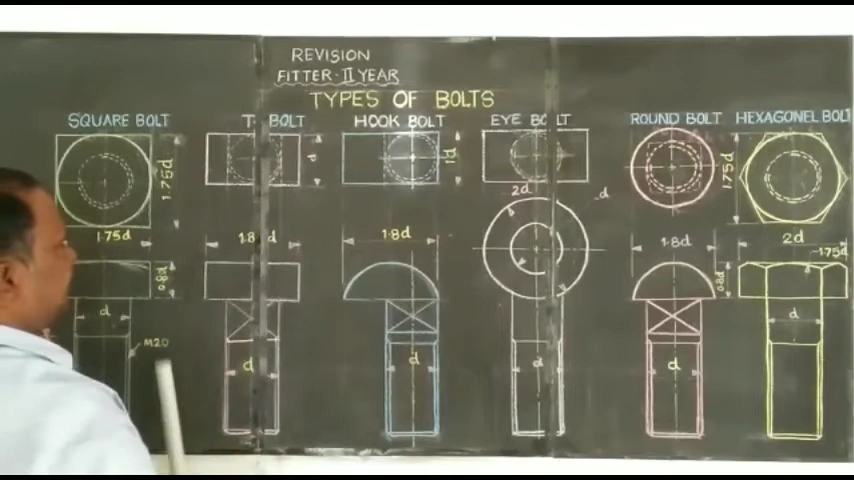 REVISION
FITTER - II YEAR
TYPES OF BOLTS
SQUARE BOLT
BOLT
HOOK BOLT
EYE BOLT
ROUND BOLT
HEXAGONEL BOLT
1.75d
d
1d
1.75d
2d
d
1.75d
1.8d
1.8d
1.8d
2d
1.75d
0.8d
0.8d
d
M20
d
d
d
d
d
d